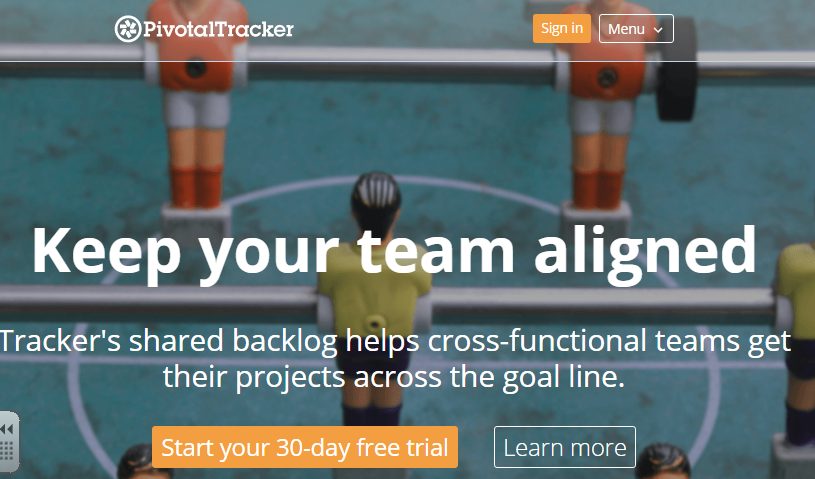 PivotalTracker
Sign in
Menu
Keep your team aligned
Tracker's shared backlog helps cross-functional teams get
their projects across the goal line.
Start your 30-day free trial
Learn more